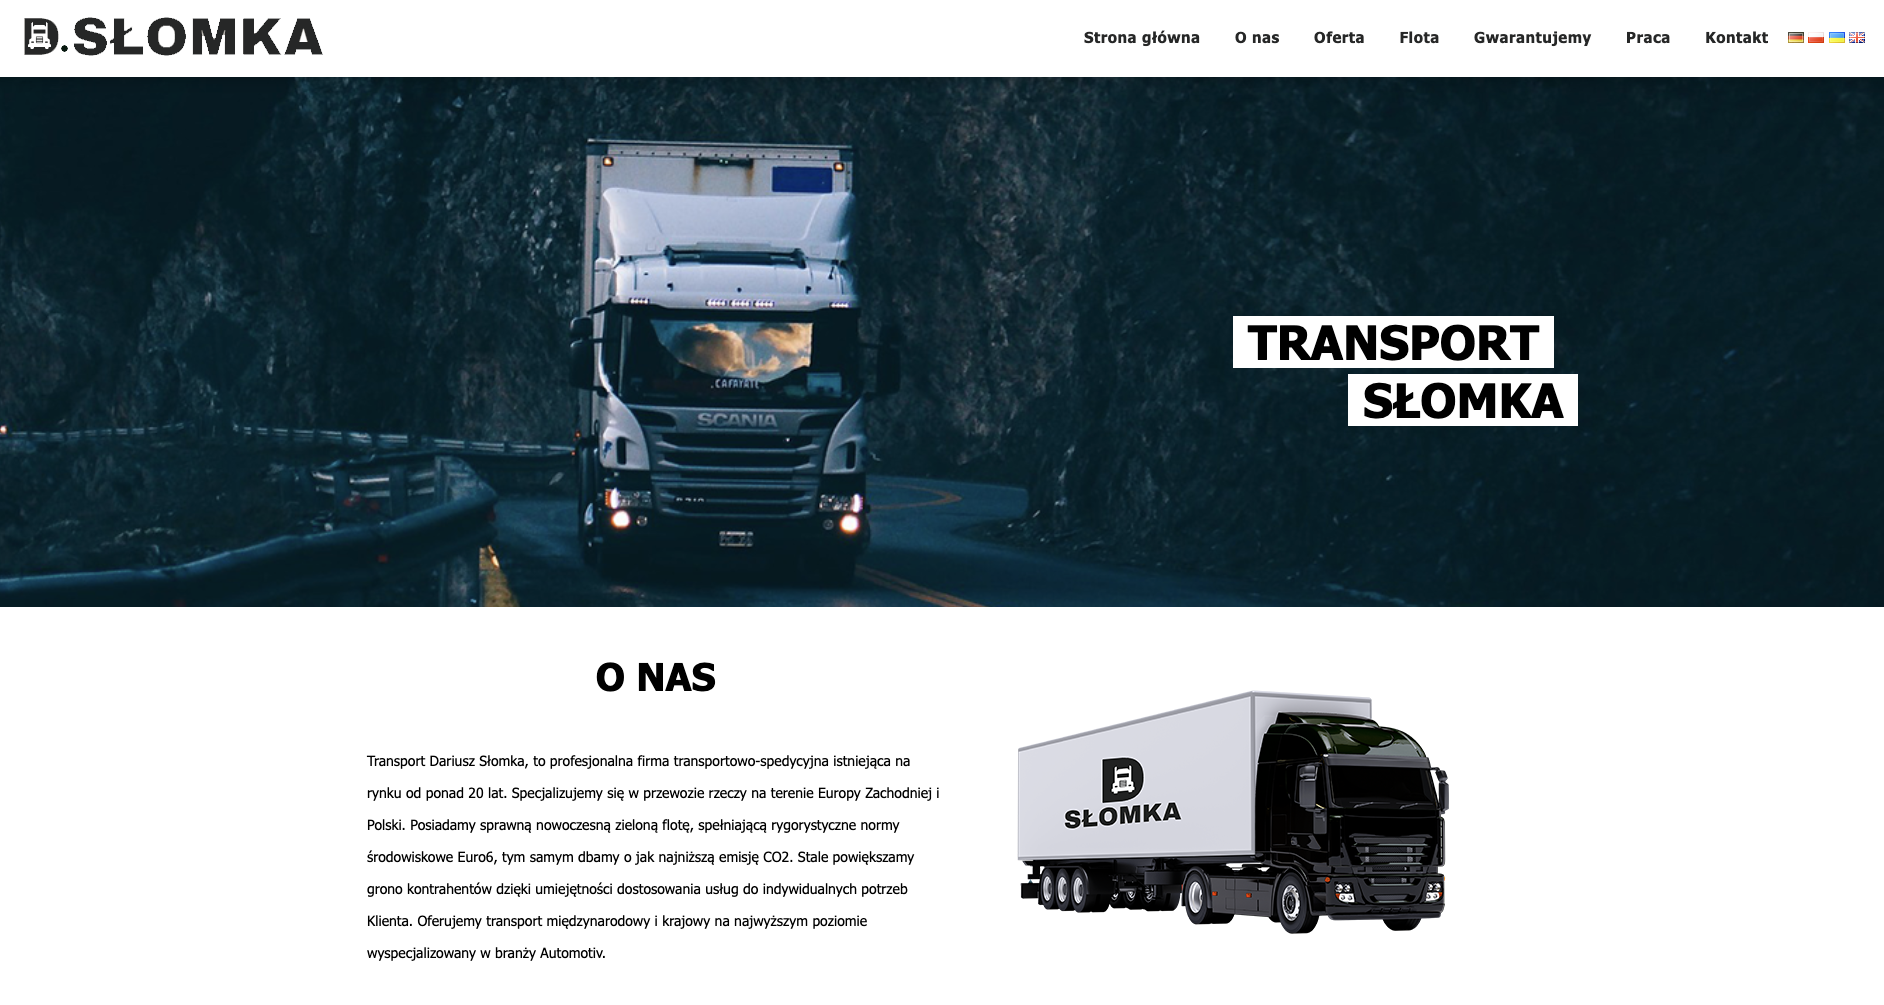 D.SŁOMKA
Strona główna O nas Oferta Flota Gwarantujemy Praca Kontakt
CAFAYATE
SCANIA
TRANSPORT
SŁOMKA
O NAS
Transport Dariusz Słomka, to profesjonalna firma transportowo-spedycyjna istniejąca na
rynku od ponad 20 lat. Specjalizujemy się w przewozie rzeczy na terenie Europy Zachodniej i
Polski. Posiadamy sprawną nowoczesną zieloną flotę, spełniającą rygorystyczne normy
środowiskowe Euro6, tym samym dbamy o jak najniższą emisję CO2. Stale powiększamy
grono kontrahentów dzięki umiejętności dostosowania usług do indywidualnych potrzeb
Klienta. Oferujemy transport międzynarodowy i krajowy na najwyższym poziomie
wyspecjalizowany w branży Automotiv.
D
SŁOMKA